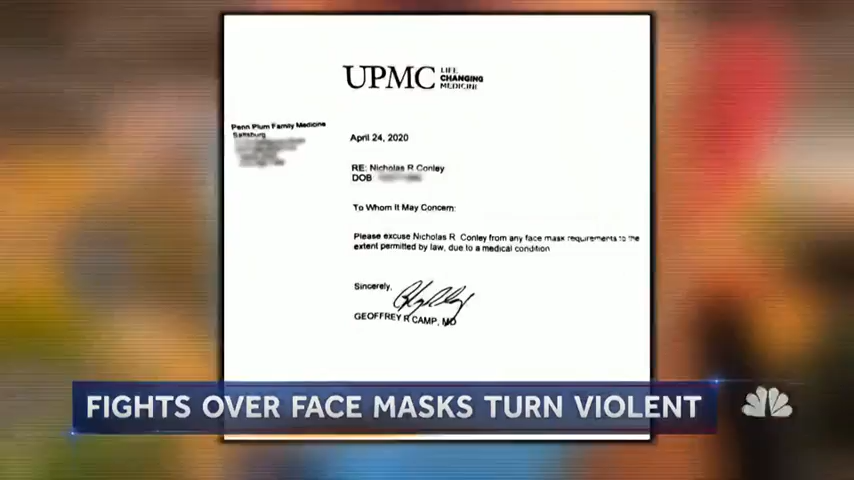 UPMC LIFE
CHANGING
MEDICINE
Penn Plum Family Medicine
Saltsburg
April 24, 2020
RE: Nicholas R Conley
DOB
To Whom It May Concern:
Please excuse Nicholas R. Conley from any face mask requirements to the
extent permitted by law, due to a medical condition
Sincerely,
GEOFFREY R CAMP, MD
FIGHTS OVER FACE MASKS TURN VIOLENT